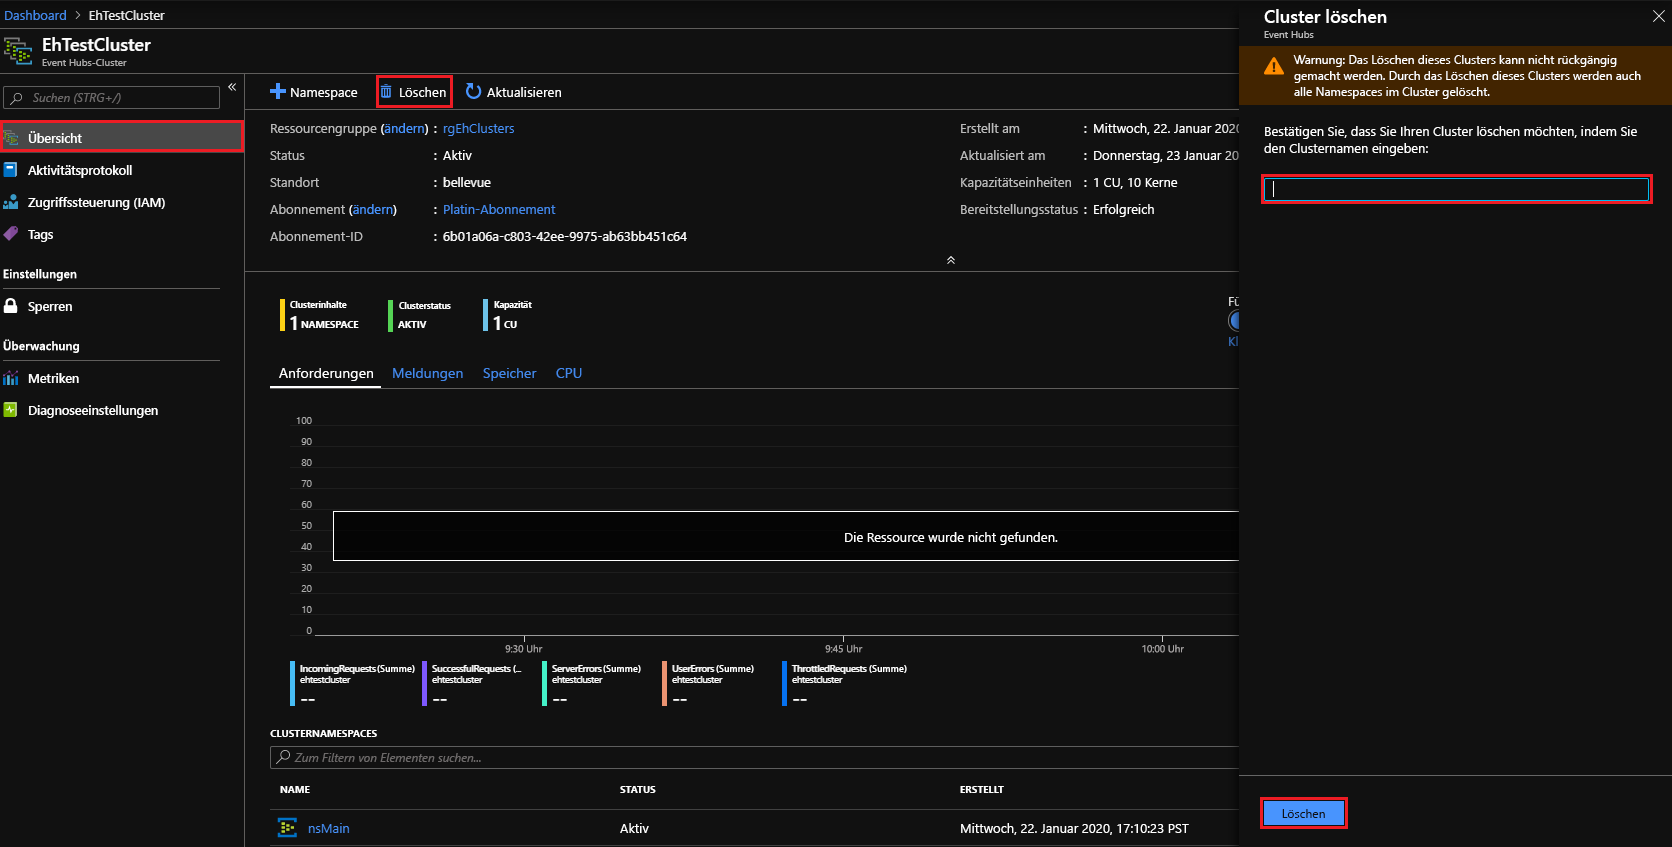 Dashboard > EhTestCluster
EhTestCluster
Event Hubs-Cluster
Suchen (STRG+/)
«
Übersicht
Aktivitätsprotokoll
Zugriffssteuerung (IAM)
Tags
Einstellungen
Sperren
Überwachung
Metriken
Diagnoseeinstellungen
Namespace
Löschen
Aktualisieren
Ressourcengruppe (ändern) : rgEhClusters
Status : Aktiv
Standort : bellevue
Abonnement (ändern) : Platin-Abonnement
Abonnement-ID : 6b01a06a-c803-42ee-9975-ab63bb451c64
Erstellt am : Mittwoch, 22. Januar 2020
Aktualisiert am : Donnerstag, 23 Januar 20
Kapazitätseinheiten : 1 CU, 10 Kerne
Bereitstellungsstatus : Erfolgreich
Clusterinhalte
1 NAMESPACE
Clusterstatus
AKTIV
Kapazität
1 CU
Fü
Kl
Anforderungen Meldungen Speicher CPU
100
90
80
70
60
50
40
30
20
10
0
Die Ressource wurde nicht gefunden.
9:30 Uhr 9:45 Uhr 10:00 Uhr
IncomingRequests (Summe)
ehtestcluster
--
SuccessfulRequests (...
ehtestcluster
--
ServerErrors (Summe)
ehtestcluster
--
UserErrors (Summe)
ehtestcluster
--
ThrottledRequests (Summe)
ehtestcluster
--
CLUSTERNAMESPACES
Zum Filtern von Elementen suchen...
NAME STATUS ERSTELLT
nsMain Aktiv Mittwoch, 22. Januar 2020, 17:10:23 PST
Cluster löschen
Event Hubs
Warnung: Das Löschen dieses Clusters kann nicht rückgängig
gemacht werden. Durch das Löschen dieses Clusters werden auch
alle Namespaces im Cluster gelöscht.
Bestätigen Sie, dass Sie Ihren Cluster löschen möchten, indem Sie
den Clusternamen eingeben:
Löschen